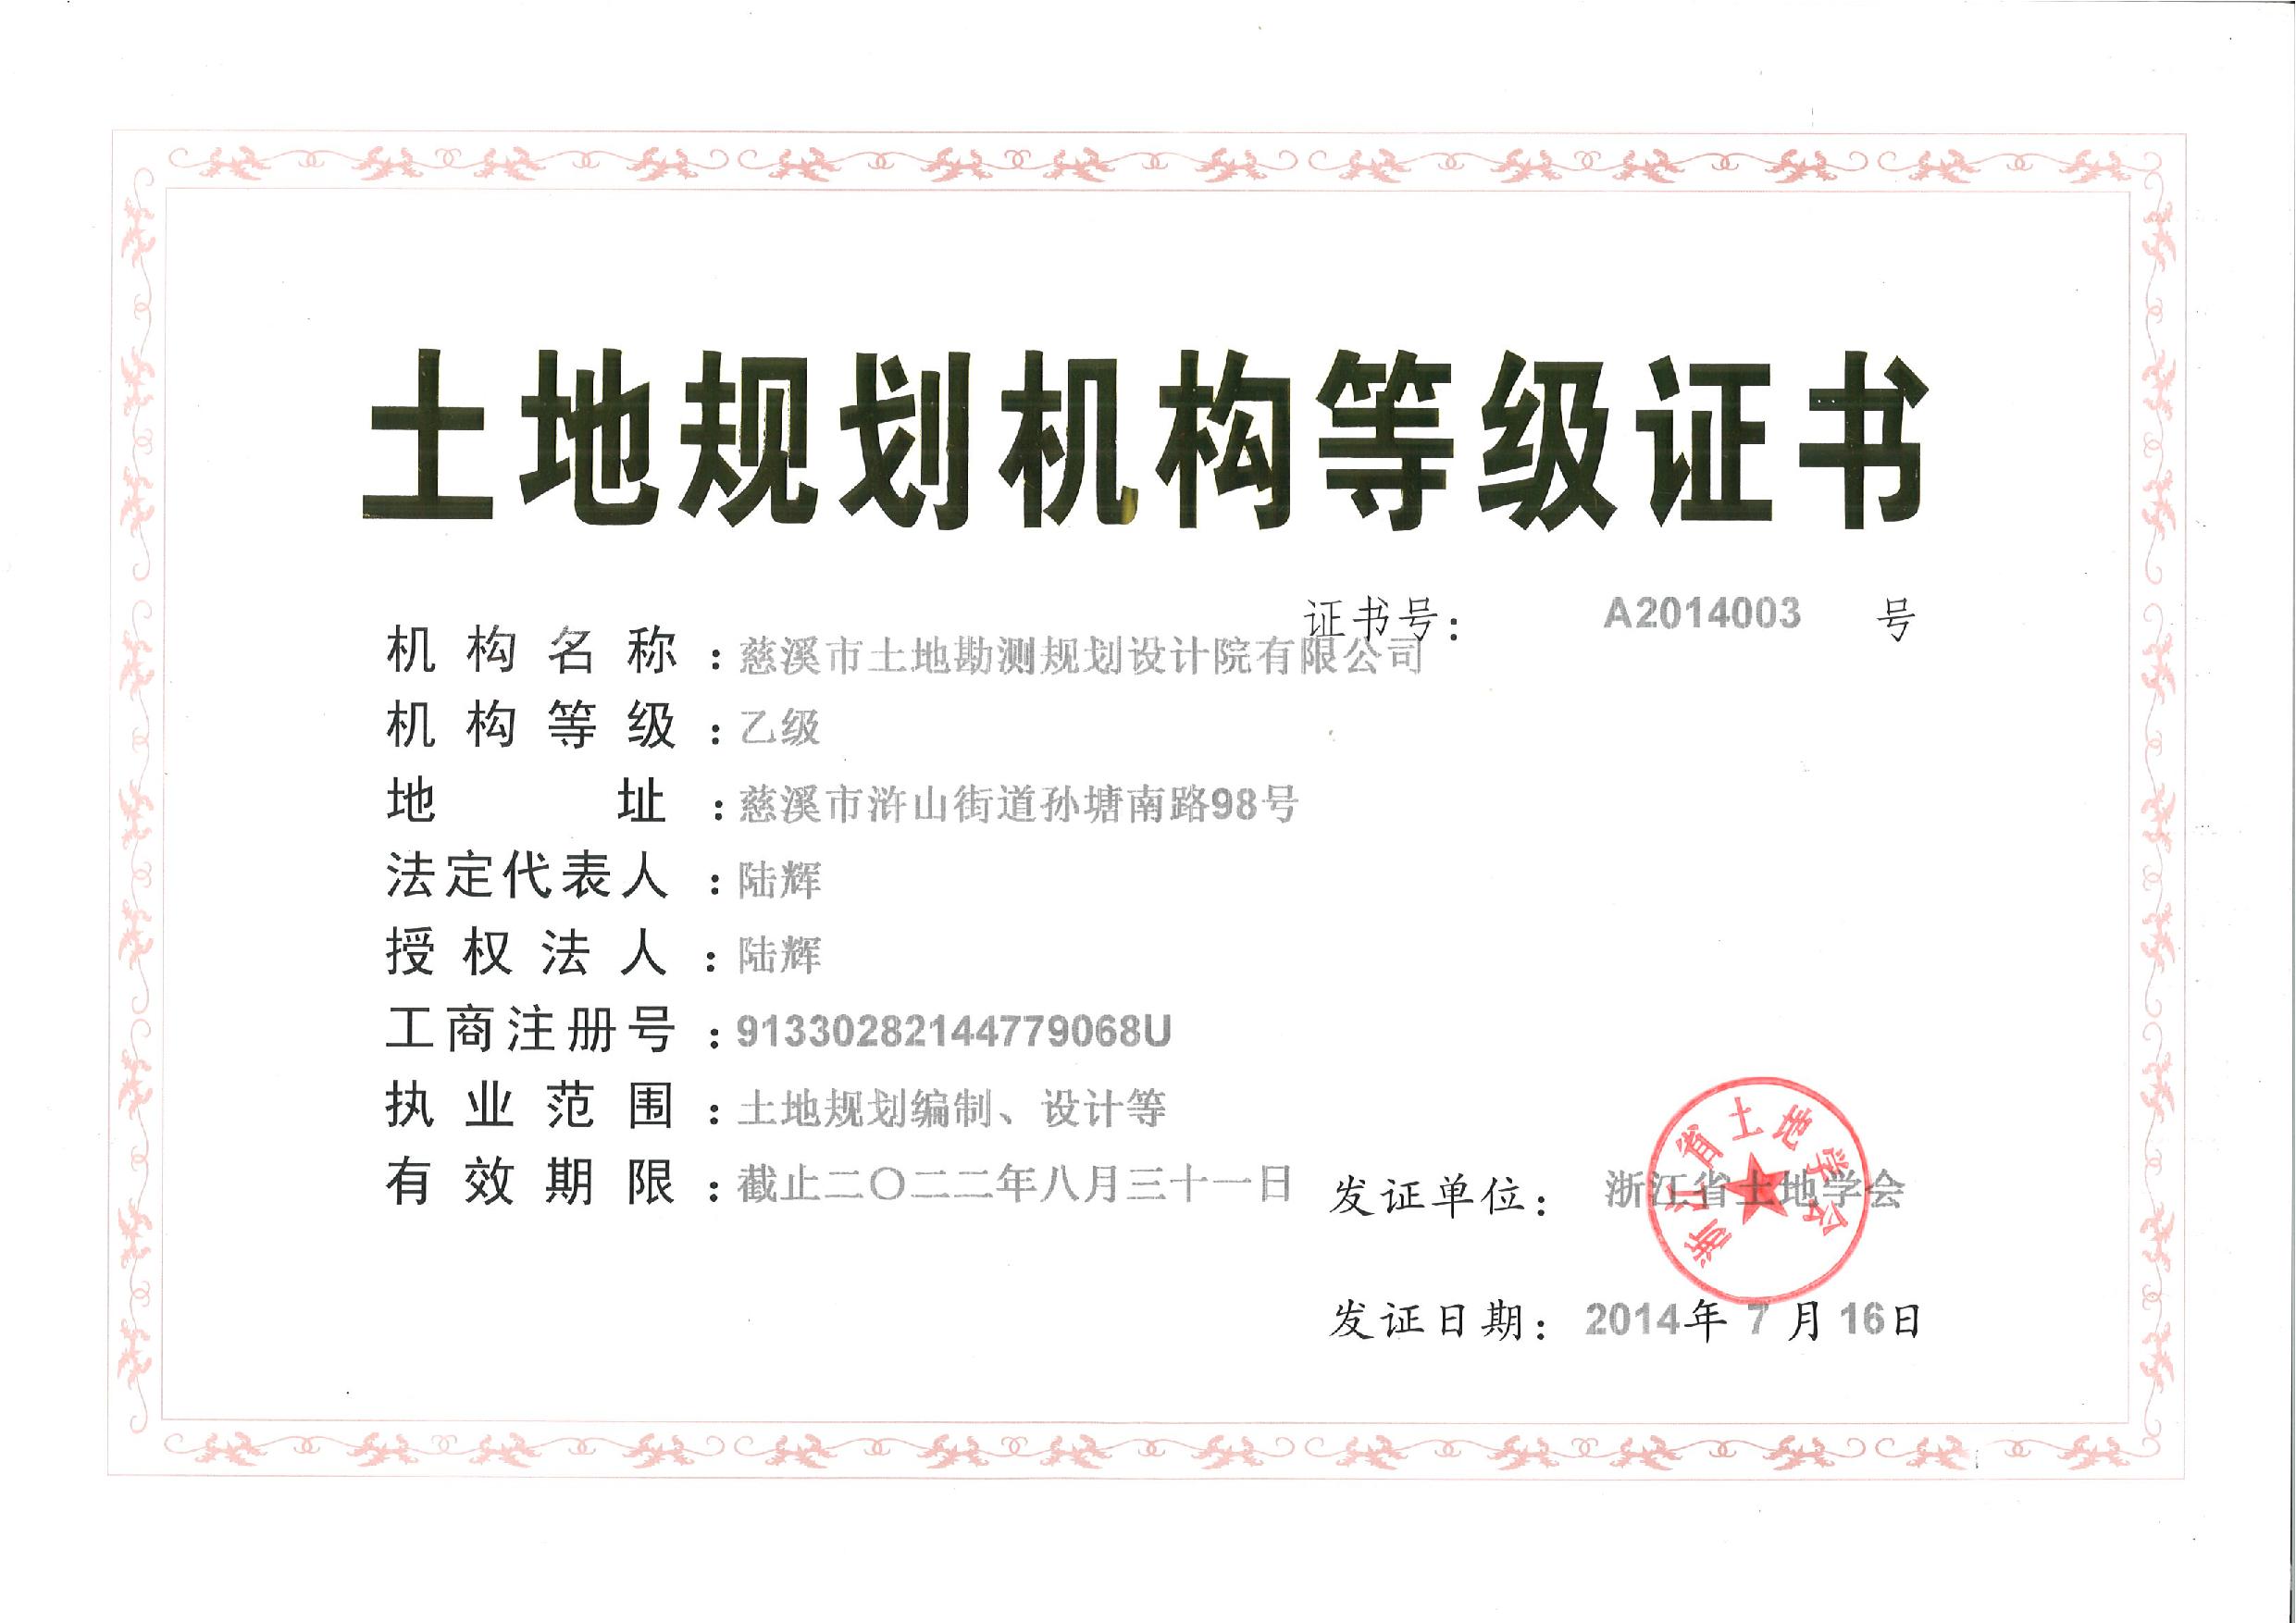 土地规划机构等级证书
证书号： A2014003 号
机构名称：慈溪市土地勘测规划设计院有限公司
机构等级：乙级
地址：慈溪市浒山街道孙塘南路98号
法定代表人：陆辉
授权法人：陆辉
工商注册号：91330282144779068U
执业范围：土地规划编制、设计等
有效期限：截止二〇二二年八月三十一日
发证单位：浙江省土地学会
浙江省土地学会
发证日期：2014年7月16日